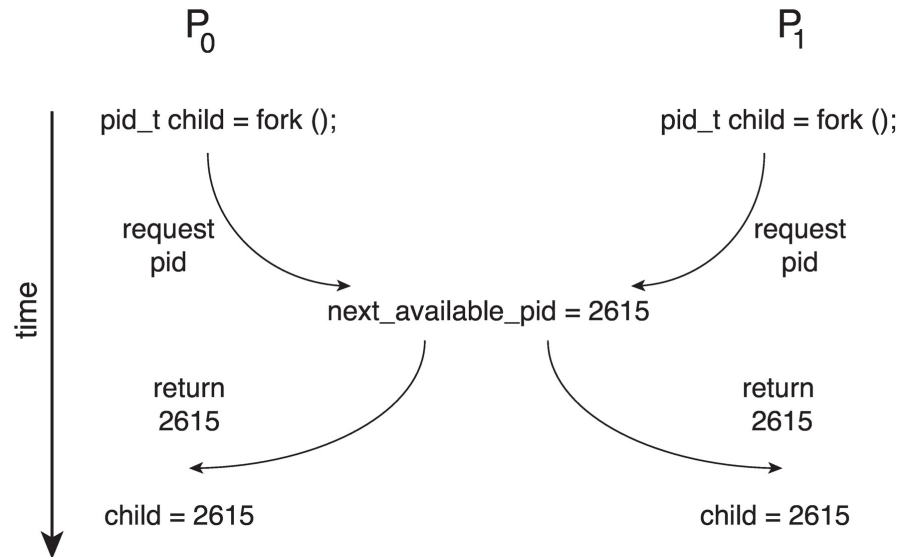 P0
P1
pid_t child = fork ();
pid_t child = fork ();
request
pid
request
pid
time
next_available_pid = 2615
return
2615
return
2615
child = 2615
child = 2615